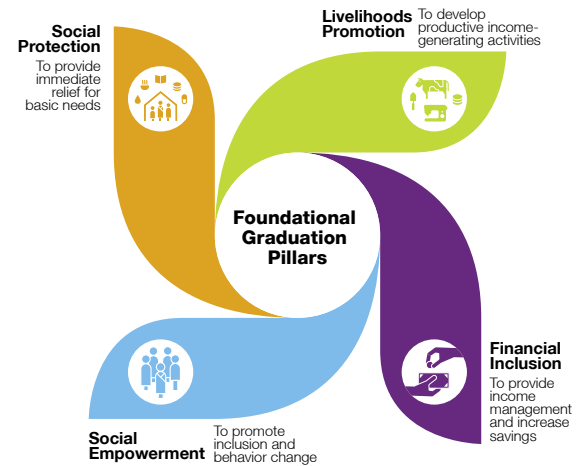 Social
Protection
To provide
immediate
relief for
basic needs
Livelihoods
Promotion
To develop
productive income-
generating activities
Foundational
Graduation
Pillars
Financial
Inclusion
To provide
income
management
and increase
savings
Social
Empowerment
To promote
inclusion and
behavior change